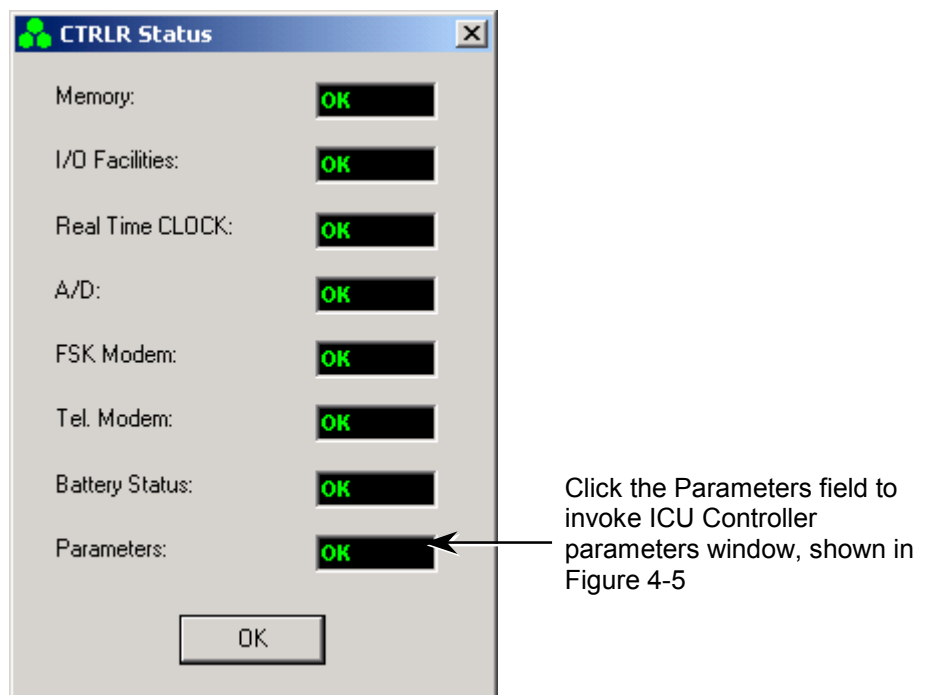 CTRLR Status
Memory: OK
I/O Facilities: OK
Real Time CLOCK: OK
A/D: OK
FSK Modem: OK
Tel. Modem: OK
Battery Status: OK
Parameters: OK
Click the Parameters field to
invoke ICU Controller
parameters window, shown in
Figure 4-5
OK